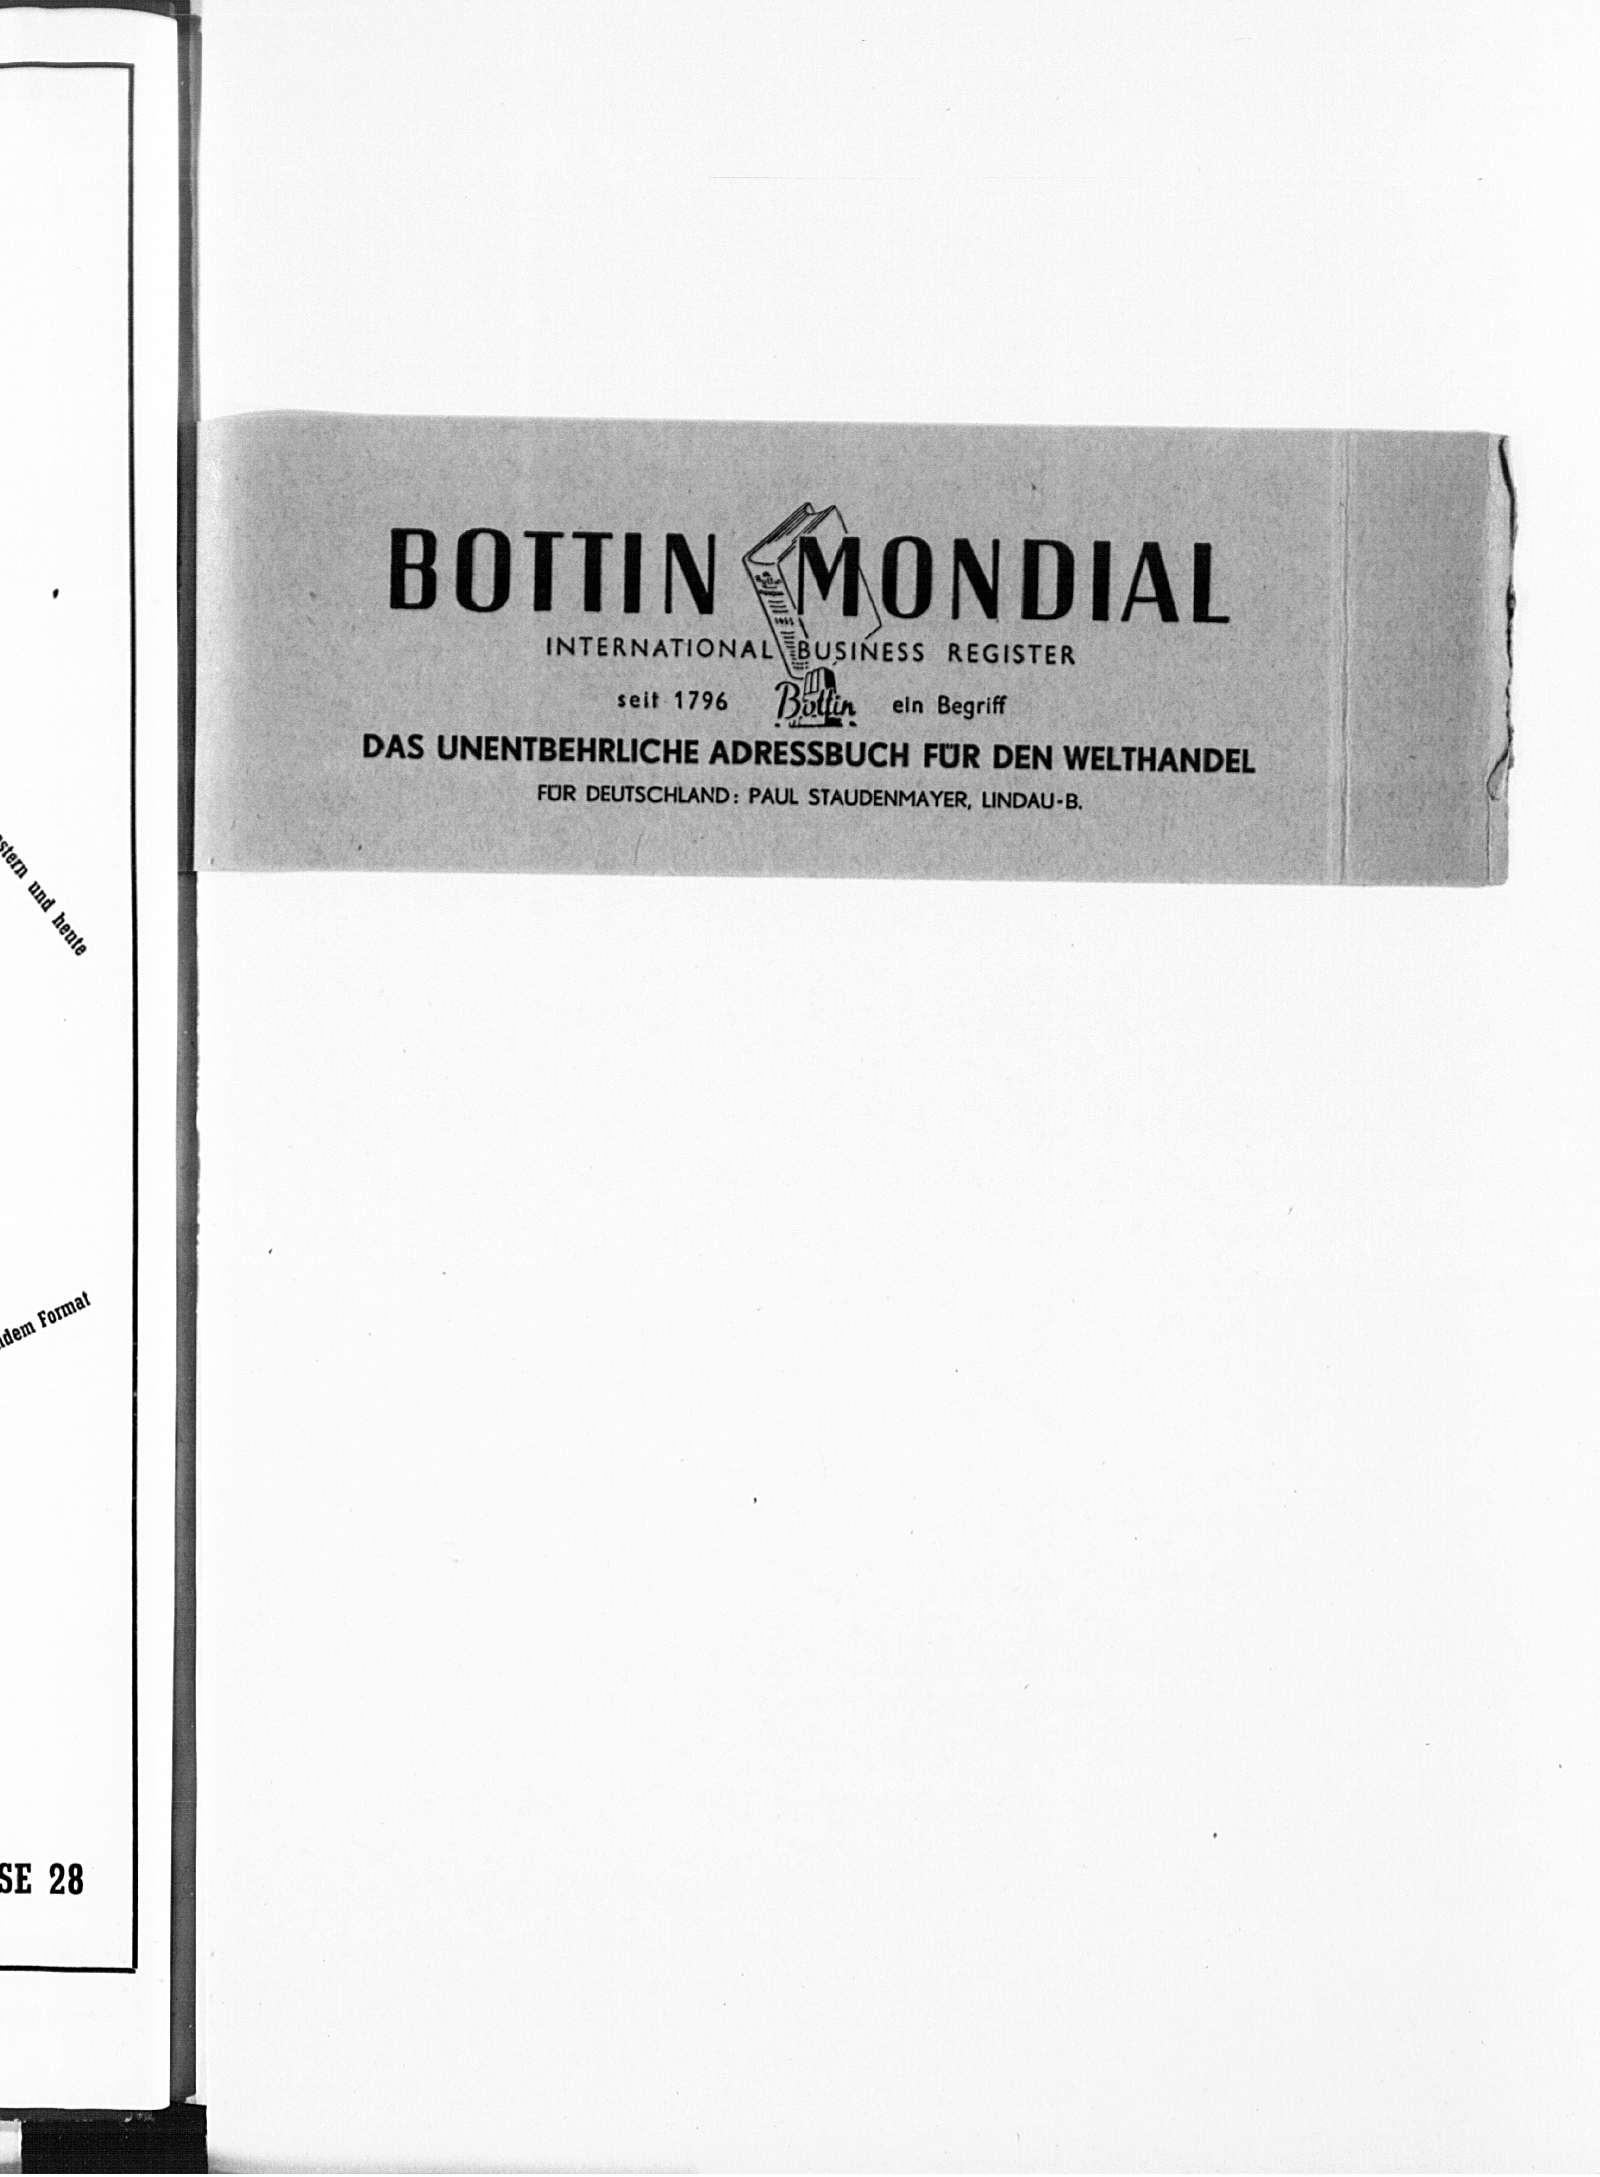 und heute
Format
SE 28
BOTTIN MONDIAL
INTERNATIONAL BUSINESS REGISTER
seit 1796 Bottin ein Begriff
DAS UNENTBEHRLICHE ADRESSBUCH FÜR DEN WELTHANDEL
FÜR DEUTSCHLAND: PAUL STAUDENMAYER, LINDAU-B.